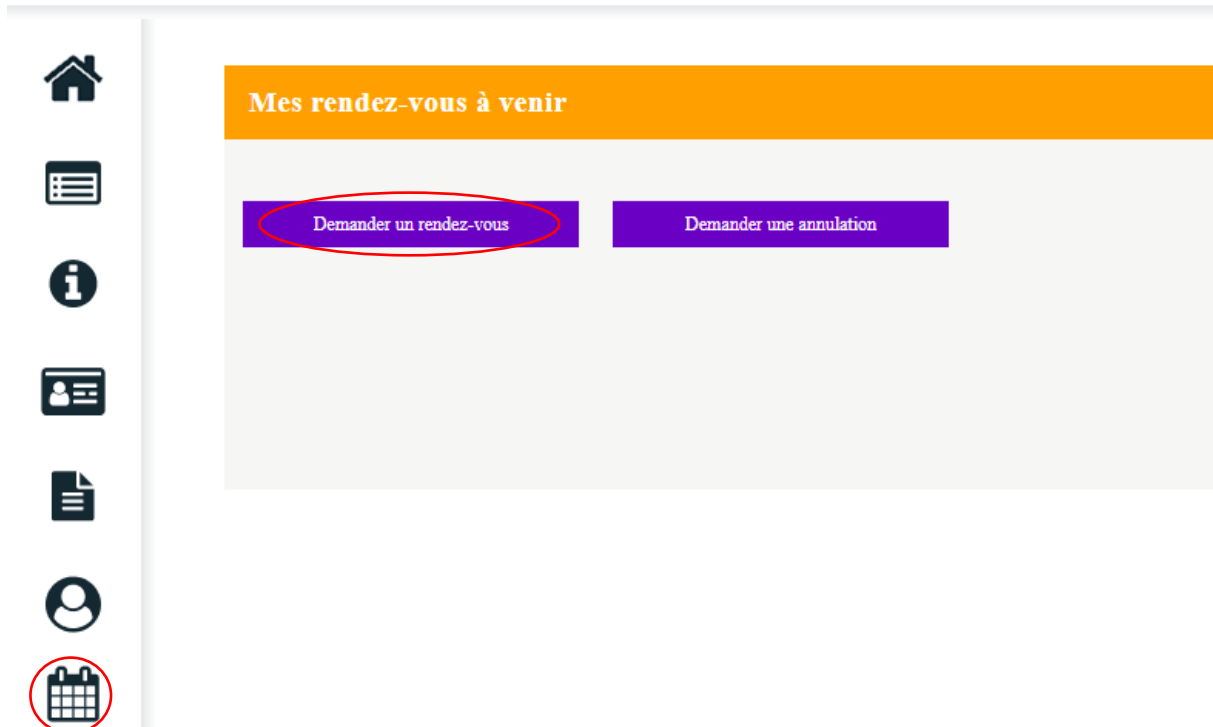 Mes rendez-vous à venir
Demander un rendez-vous
Demander une annulation